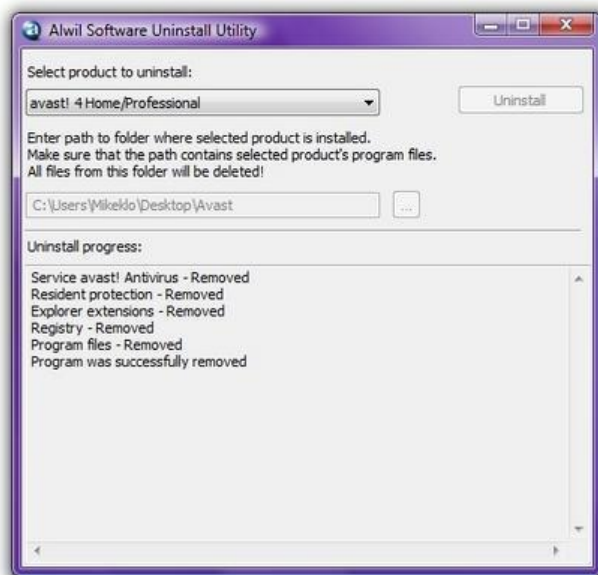 Alwil Software Uninstall Utility
Select product to uninstall:
avast! 4 Home/Professional
Uninstall
Enter path to folder where selected product is installed.
Make sure that the path contains selected product's program files.
All files from this folder will be deleted!
C:\Users\Mikeklo\Desktop\Avast
...
Uninstall progress:
Service avast! Antivirus - Removed
Resident protection - Removed
Explorer extensions - Removed
Registry - Removed
Program files - Removed
Program was successfully removed